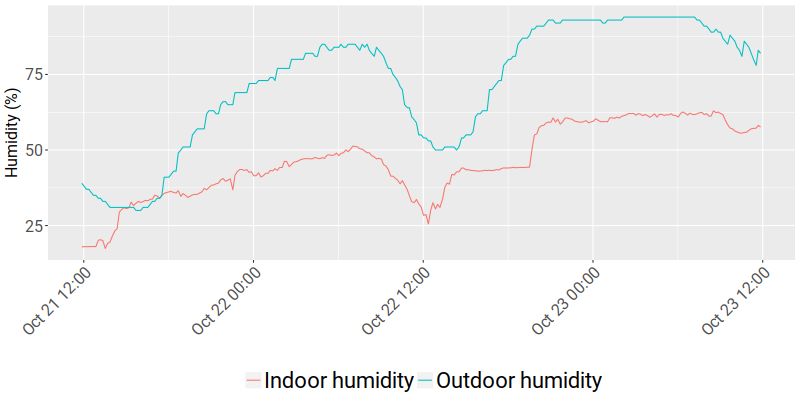 Humidity (%)
75
50
25
Oct 21 12:00
Oct 22 00:00
Oct 22 12:00
Oct 23 00:00
Oct 23 12:00
Indoor humidity Outdoor humidity